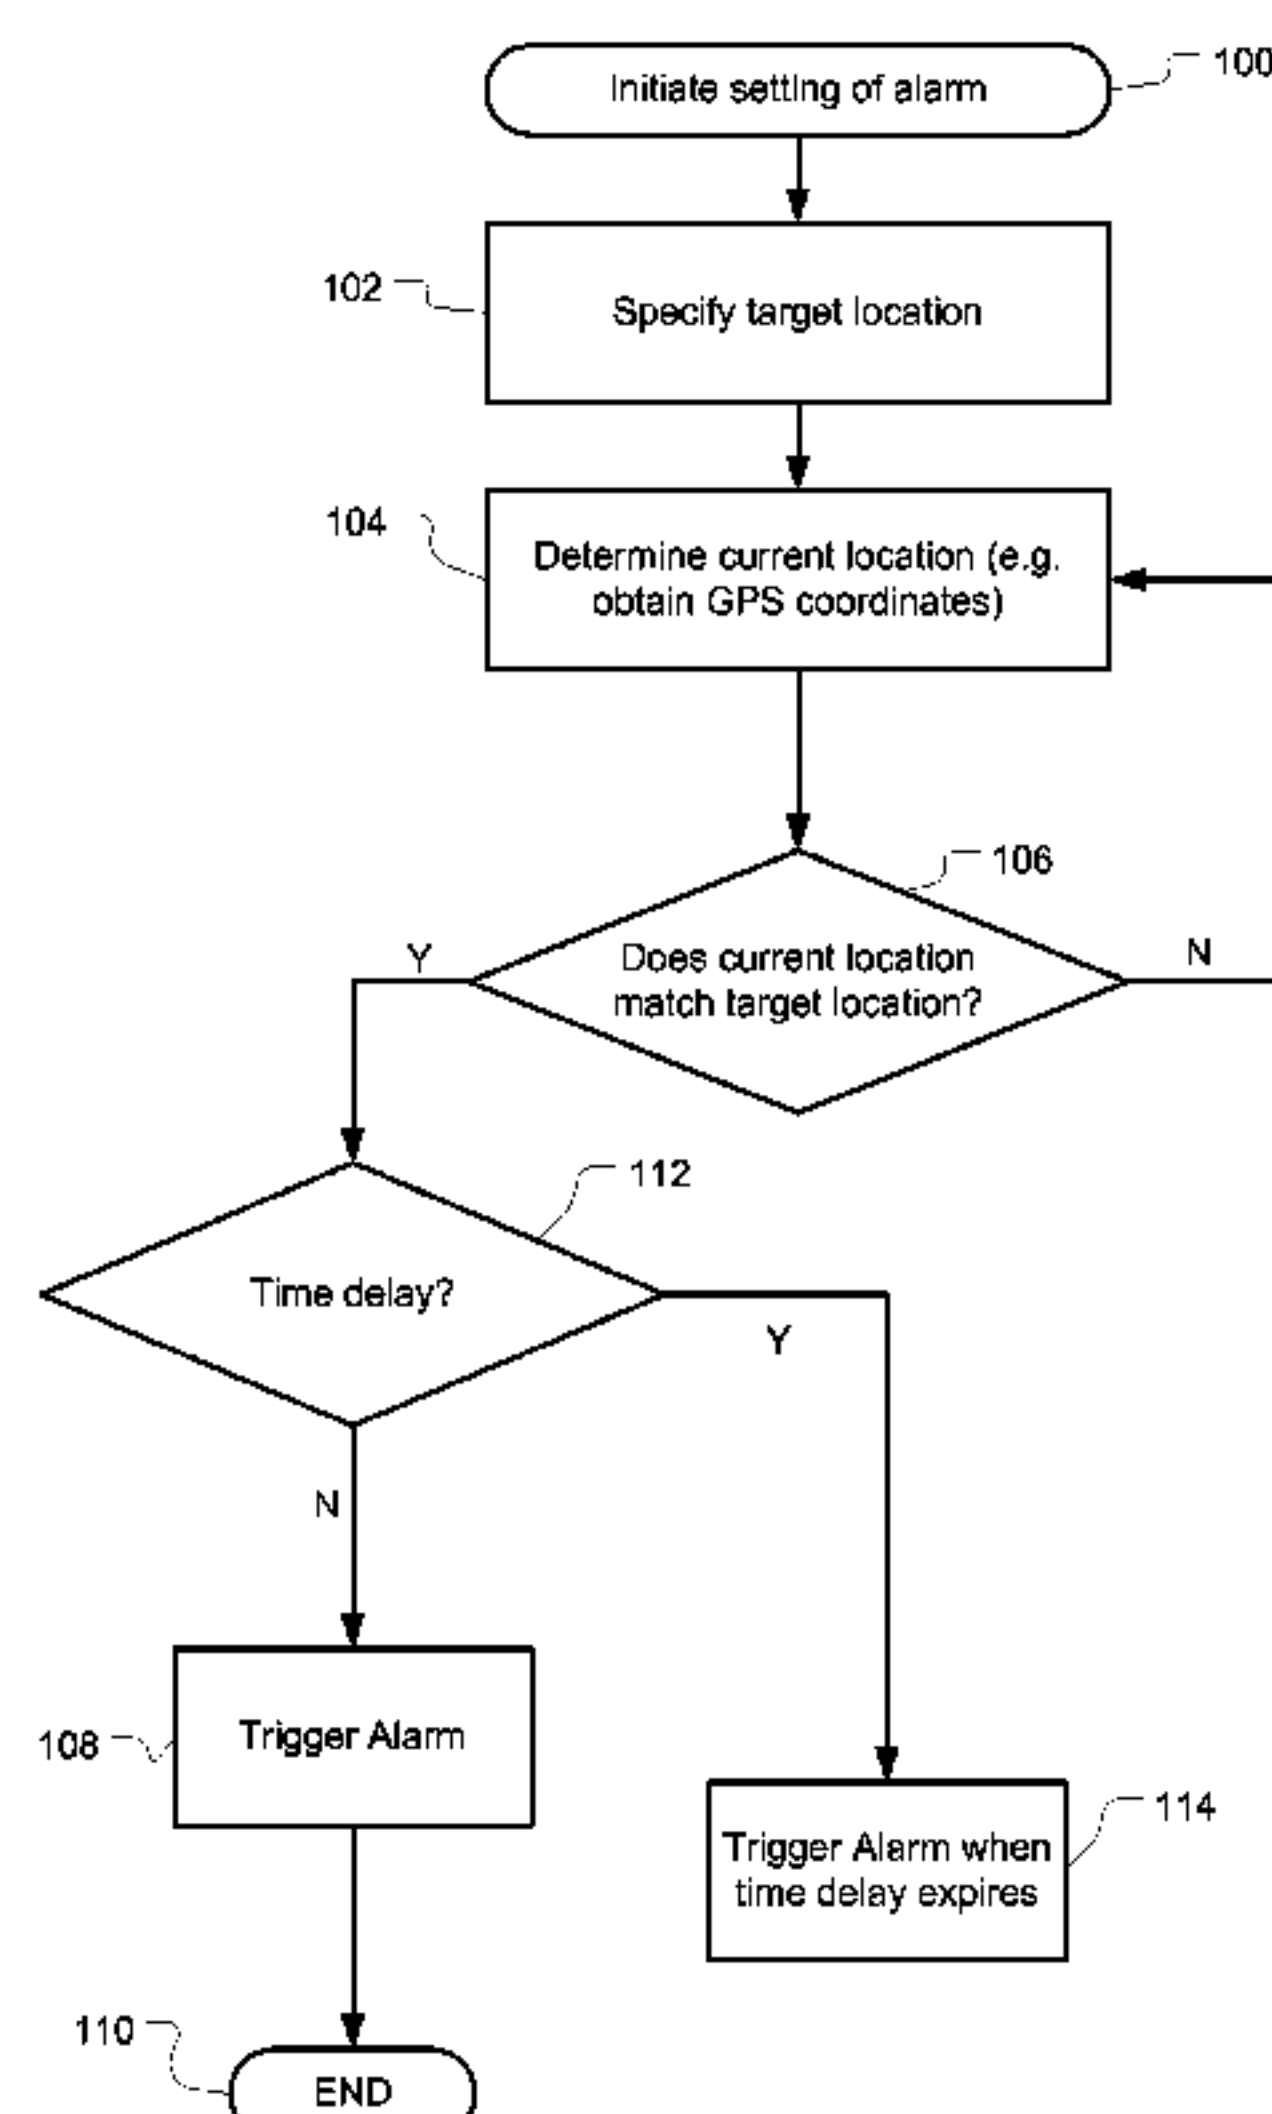 Initiate setting of alarm
100
102
Specify target location
104
Determine current location (e.g.
obtain GPS coordinates)
106
Does current location
match target location?
Y
N
112
Time delay?
Y
N
108
Trigger Alarm
114
Trigger Alarm when
time delay expires
110
END